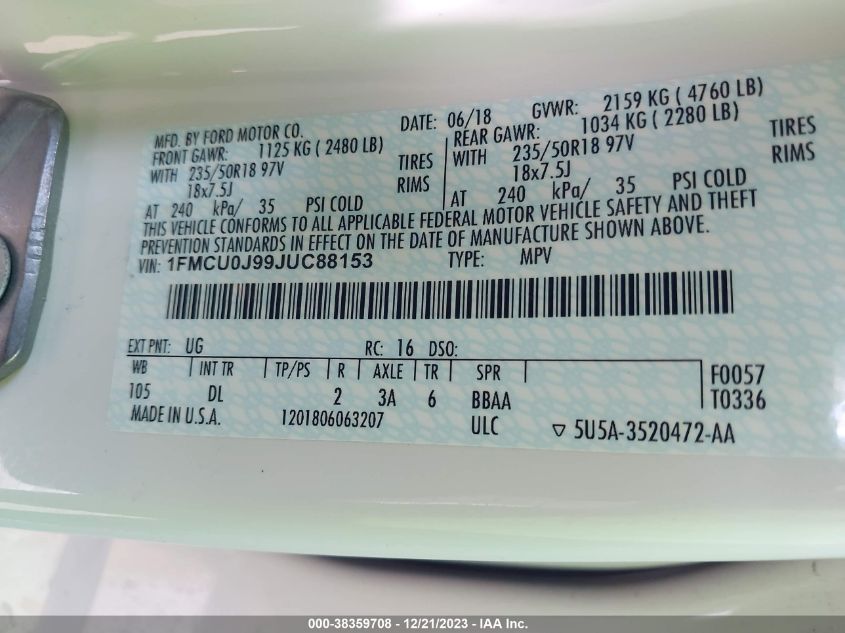 MFD. BY FORD MOTOR CO. DATE: 06/18 GVWR: 2159 KG ( 4760 LB)
FRONT GAWR: 1125 KG ( 2480 LB) REAR GAWR: 1034 KG ( 2280 LB)
WITH 235/50R18 97V TIRES WITH 235/50R18 97V TIRES
18x7.5J RIMS 18x7.5J RIMS
AT 240 kPa/ 35 PSI COLD AT 240 kPa/ 35 PSI COLD
THIS VEHICLE CONFORMS TO ALL APPLICABLE FEDERAL MOTOR VEHICLE SAFETY AND THEFT
PREVENTION STANDARDS IN EFFECT ON THE DATE OF MANUFACTURE SHOWN ABOVE.
VIN: 1FMCU0J99JUC88153 TYPE: MPV
EXT PNT: UG RC: 16 DSO:
WB INT TR TP/PS R AXLE TR SPR F0057
105 DL 2 3A 6 BBAA T0336
MADE IN U.S.A. 1201806063207 ULC ▽ 5U5A-3520472-AA
000-38359708 - 12/21/2023 - IAAI.com.